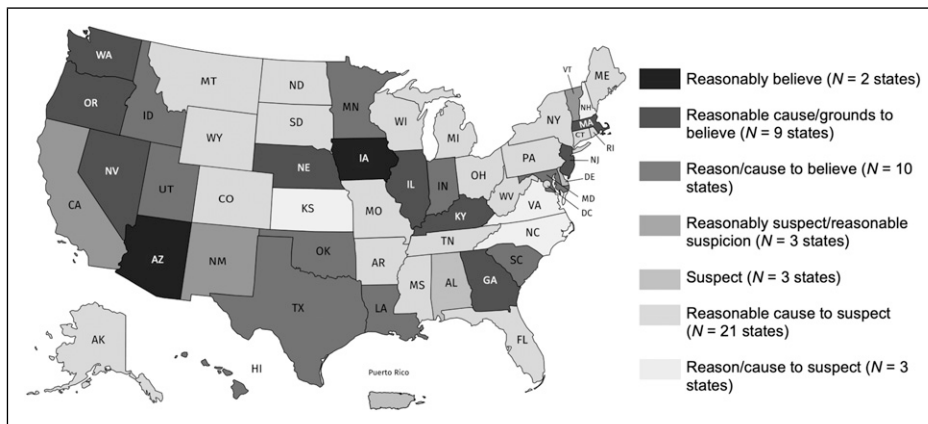 WA
OR
ID
MT
ND
MN
SD
WY
NV
UT
CO
CA
AZ
NM
NE
KS
OK
TX
IA
MO
AR
LA
WI
IL
IN
MI
OH
KY
TN
MS
AL
GA
FL
SC
NC
VA
WV
PA
NY
VT
NH
ME
MA
CT
RI
NJ
DE
MD
DC
AK
HI
Puerto Rico
Reasonably believe (N = 2 states)
Reasonable cause/grounds to
believe (N = 9 states)
Reason/cause to believe (N = 10
states)
Reasonably suspect/reasonable
suspicion (N = 3 states)
Suspect (N = 3 states)
Reasonable cause to suspect (N
= 21 states)
Reason/cause to suspect (N = 3
states)